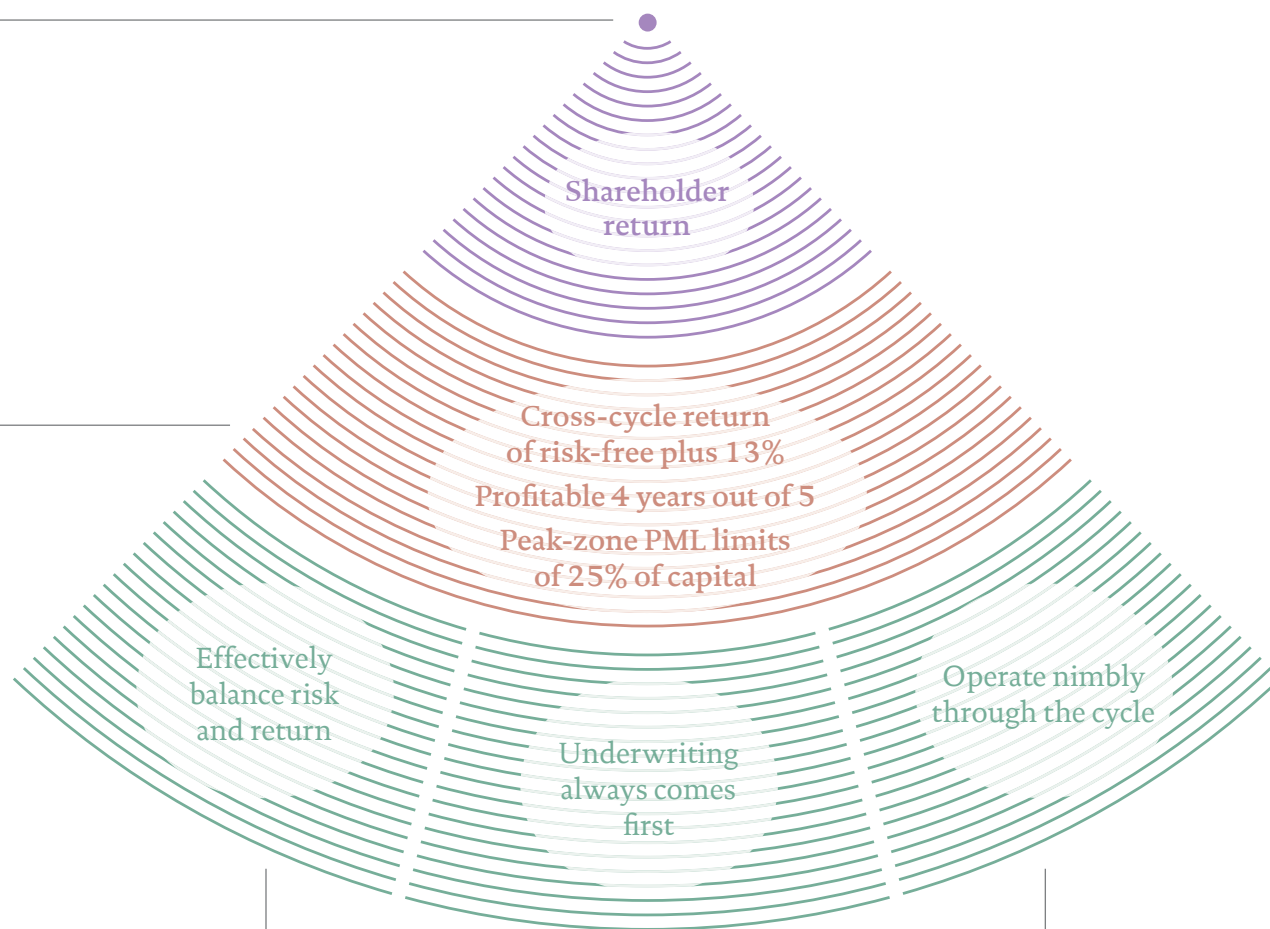 Shareholder
return
Cross-cycle return
of risk-free plus 13%
Profitable 4 years out of 5
Peak-zone PML limits
of 25% of capital
Effectively
balance risk
and return
Underwriting
always comes
first
Operate nimbly
through the cycle